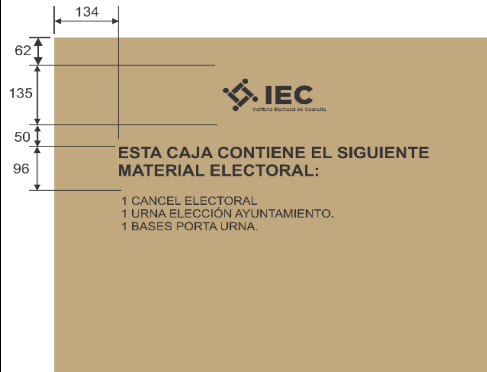 134
62
135
50
96
IEC
Instituto Electoral de Coahuila
ESTA CAJA CONTIENE EL SIGUIENTE
MATERIAL ELECTORAL:
1 CANCEL ELECTORAL
1 URNA ELECCIÓN AYUNTAMIENTO.
1 BASES PORTA URNA.